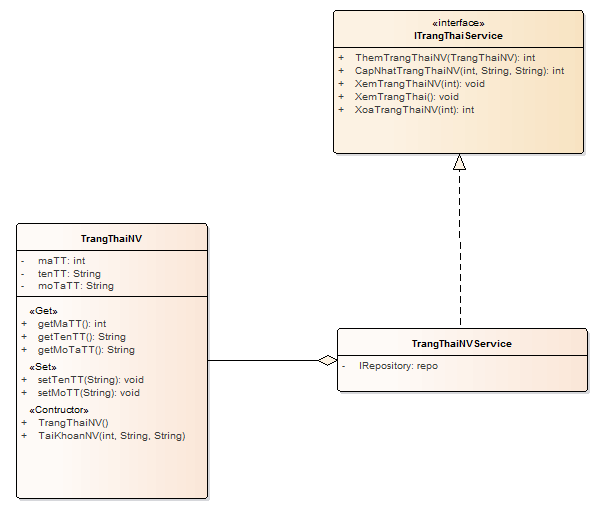 «interface»
ITrangThaiService
+ ThemTrangThaiNV(TrangThaiNV): int
+ CapNhatTrangThaiNV(int, String, String): int
+ XemTrangThaiNV(int): void
+ XemTrangThai(): void
+ XoaTrangThaiNV(int): int
TrangThaiNV
- maTT: int
- tenTT: String
- moTaTT: String
«Get»
+ getMaTT(): int
+ getTenTT(): String
+ getMoTaTT(): String
«Set»
+ setTenTT(String): void
+ setMoTT(String): void
«Contructor»
+ TrangThaiNV()
+ TaiKhoanNV(int, String, String)
TrangThaiNVService
- IRepository: repo